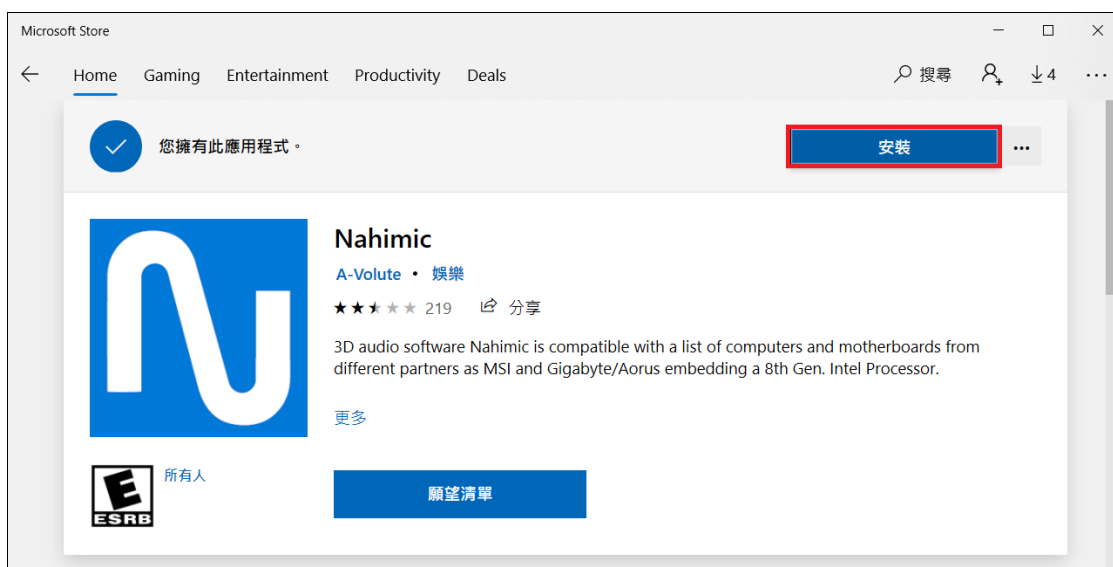 Microsoft Store
Home Gaming Entertainment Productivity Deals 搜尋 4
您擁有此應用程式。 安裝
Nahimic
A-Volute • 娛樂
219 分享
3D audio software Nahimic is compatible with a list of computers and motherboards from
different partners as MSI and Gigabyte/Aorus embedding a 8th Gen. Intel Processor.
更多
E
ESRB
所有人
願望清單